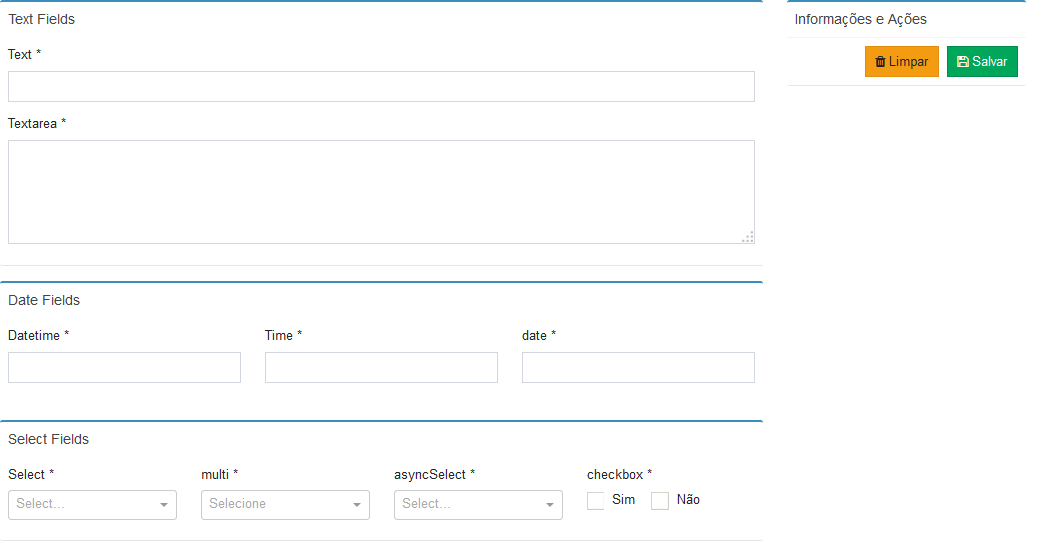 Text Fields
Text *
Textarea *
Date Fields
Datetime * Time * date *
Select Fields
Select * multi * asyncSelect * checkbox *
Select... Selecione Select... Sim Não
Informações e Ações
Limpar Salvar